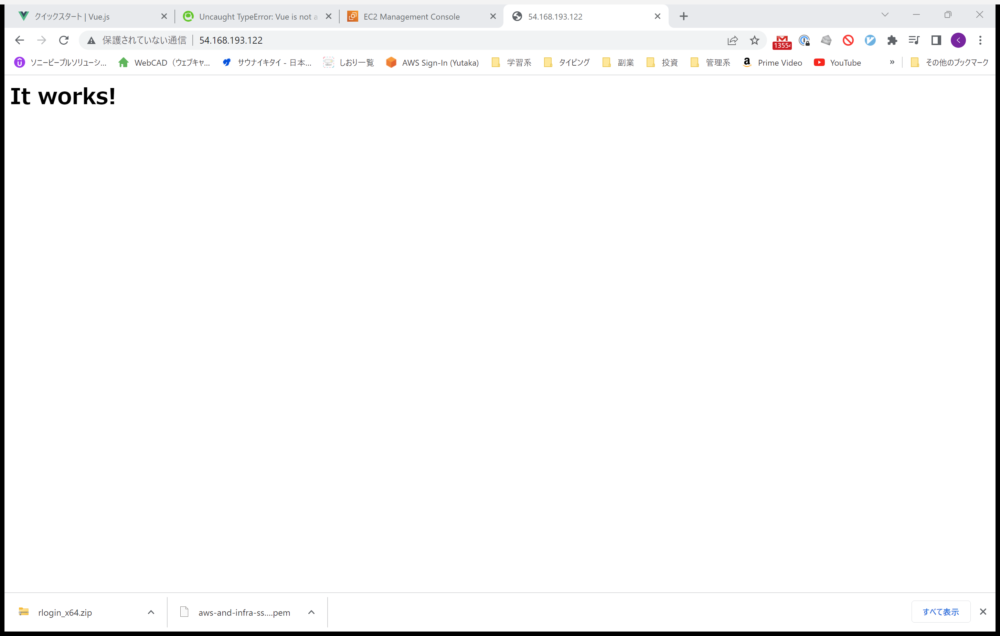 クイックスタート | Vue.js
Uncaught TypeError: Vue is not a
EC2 Management Console
54.168.193.122
保護されていない通信 54.168.193.122
1355
ソニーピープルソリューシ...
WebCAD（ウェブキャ...
サウナイキタイ - 日本...
しおり一覧
AWS Sign-In (Yutaka)
学習系
タイピング
副業
投資
管理系
Prime Video
YouTube
»
その他のブックマーク
It works!
rlogin_x64.zip
aws-and-infra-ss....pem
すべて表示